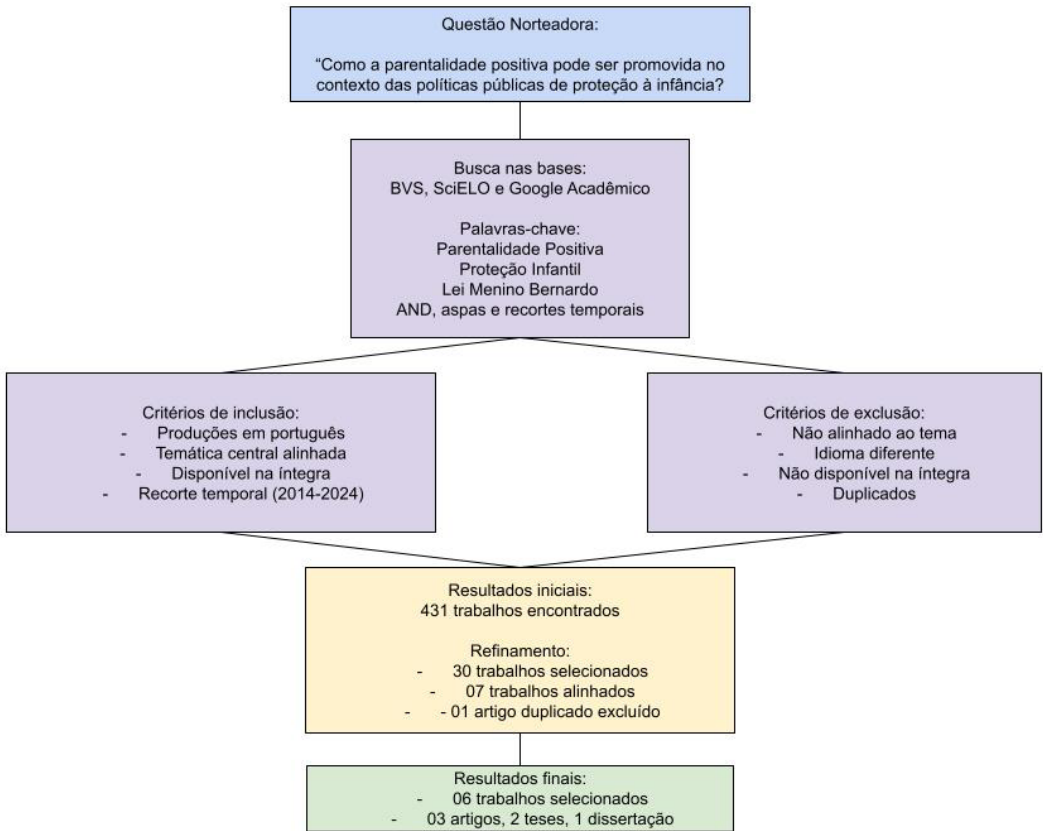 Questão Norteadora:
“Como a parentalidade positiva pode ser promovida no
contexto das políticas públicas de proteção à infância?
Busca nas bases:
BVS, SciELO e Google Acadêmico
Palavras-chave:
Parentalidade Positiva
Proteção Infantil
Lei Menino Bernardo
AND, aspas e recortes temporais
Critérios de inclusão:
- Produções em português
- Temática central alinhada
- Disponível na íntegra
- Recorte temporal (2014-2024)
Critérios de exclusão:
- Não alinhado ao tema
- Idioma diferente
- Não disponível na íntegra
- Duplicados
Resultados iniciais:
431 trabalhos encontrados
Refinamento:
- 30 trabalhos selecionados
- 07 trabalhos alinhados
- - 01 artigo duplicado excluído
Resultados finais:
- 06 trabalhos selecionados
- 03 artigos, 2 teses, 1 dissertação